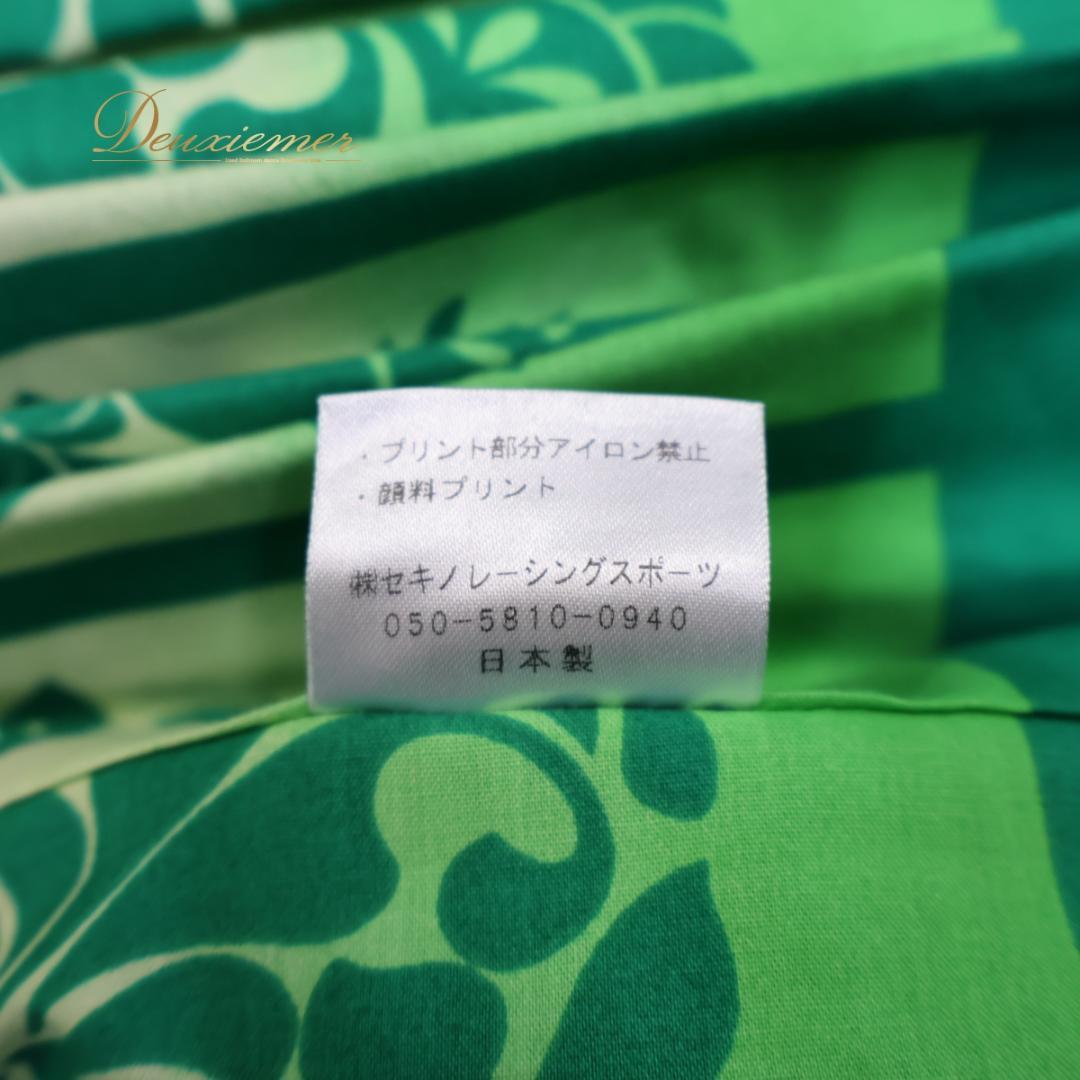 Deuxiemer
・プリント部分アイロン禁止
・顔料プリント
㈱セキノレーシングスポーツ
050-5810-0940
日本製